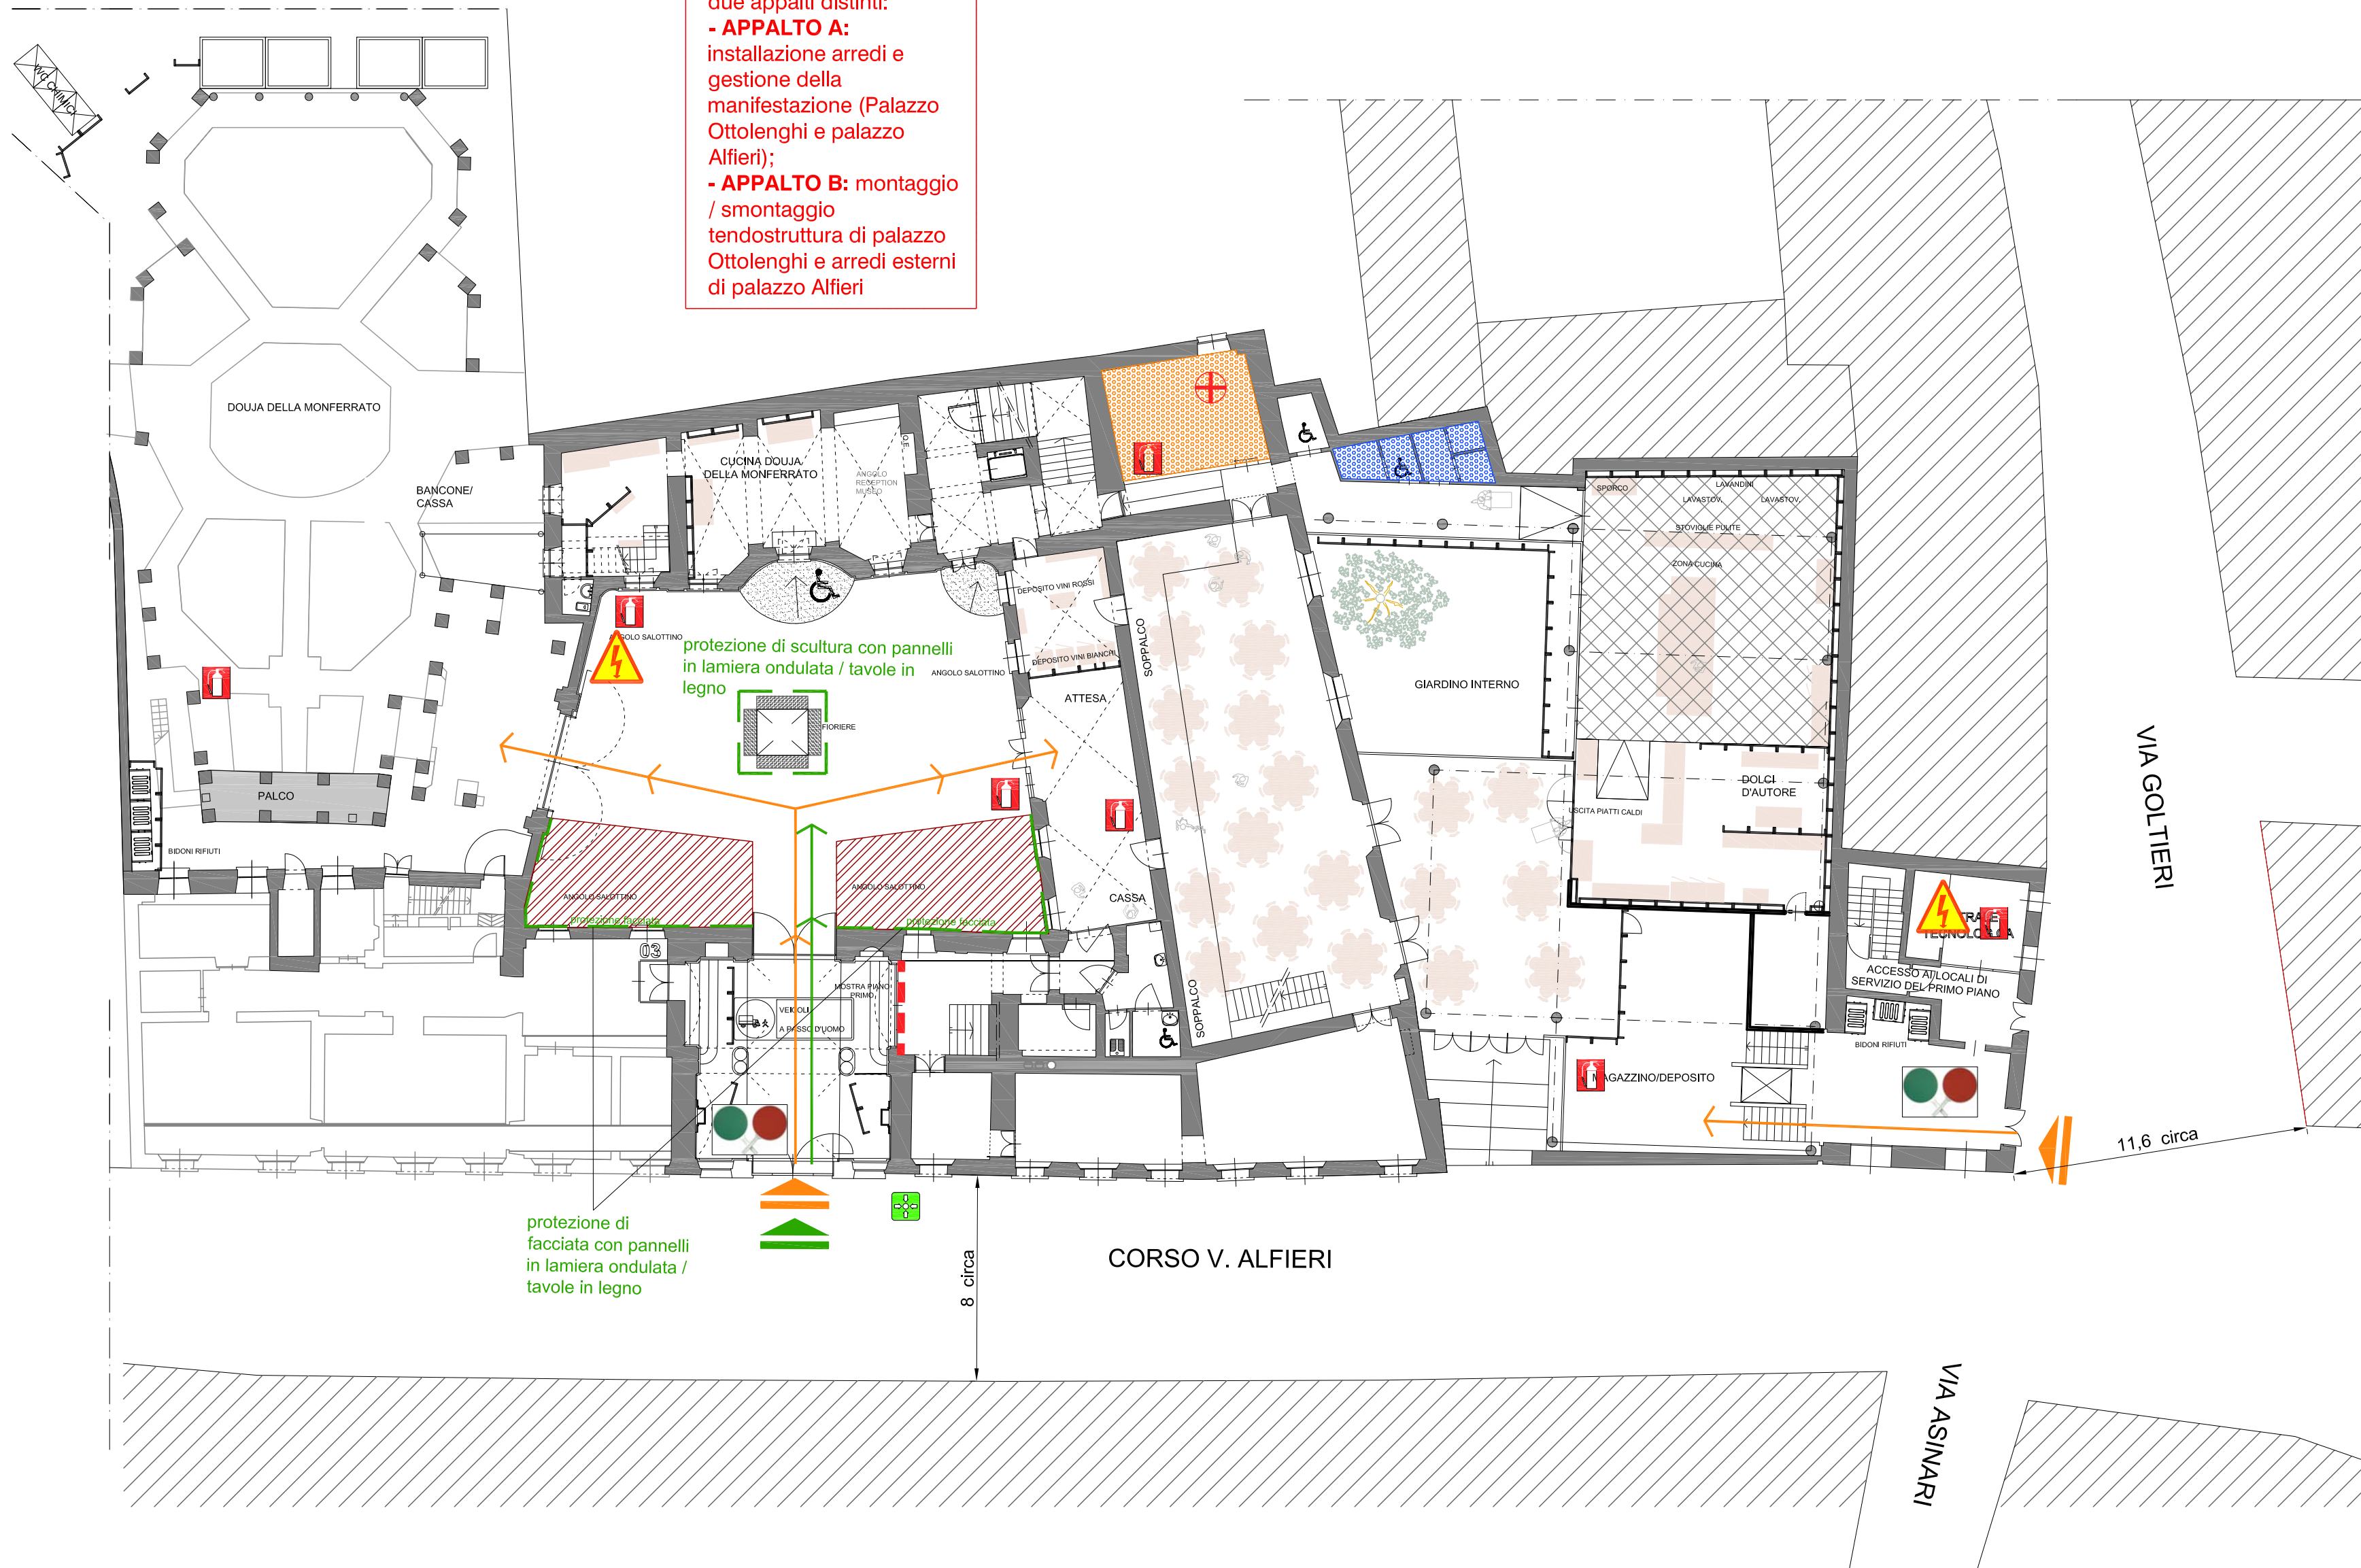 due appalti distinti:
- APPALTO A:
installazione arredi e
gestione della
manifestazione (Palazzo
Ottolenghi e palazzo
Alfieri);
- APPALTO B: montaggio
/ smontaggio
tendostruttura di palazzo
Ottolenghi e arredi esterni
di palazzo Alfieri
WC CHIMICI
DOUJA DELLA MONFERRATO
BANCONE/
CASSA
CUCINA DOUJA
DELLA MONFERRATO
ANGOLO
RECEPTION
MUSEO
Q.E.
SPORCO
LAVANDINI
LAVASTOV.
LAVASTOV.
STOVIGLIE PULITE
ZONA CUCINA
DEPOSITO VINI ROSSI
DEPOSITO VINI BIANCHI
ANGOLO SALOTTINO
protezione di scultura con pannelli
in lamiera ondulata / tavole in
legno
ANGOLO SALOTTINO
SOPPALCO
ATTESA
GIARDINO INTERNO
FIORIERE
VIA GOLTIERI
PALCO
DOLCI
D'AUTORE
USCITA PIATTI CALDI
BIDONI RIFIUTI
ANGOLO SALOTTINO
ANGOLO SALOTTINO
CASSA
protezione facciata
protezione facciata
03
TECNOLOGICA
ACCESSO AI LOCALI DI
SERVIZIO DEL PRIMO PIANO
MOSTRA PIANO
PRIMO
SOPPALCO
VEICOLI
A PASSO D'UOMO
BIDONI RIFIUTI
MAGAZZINO/DEPOSITO
11,6 circa
protezione di
facciata con pannelli
in lamiera ondulata /
tavole in legno
8 circa
CORSO V. ALFIERI
VIA ASINARI